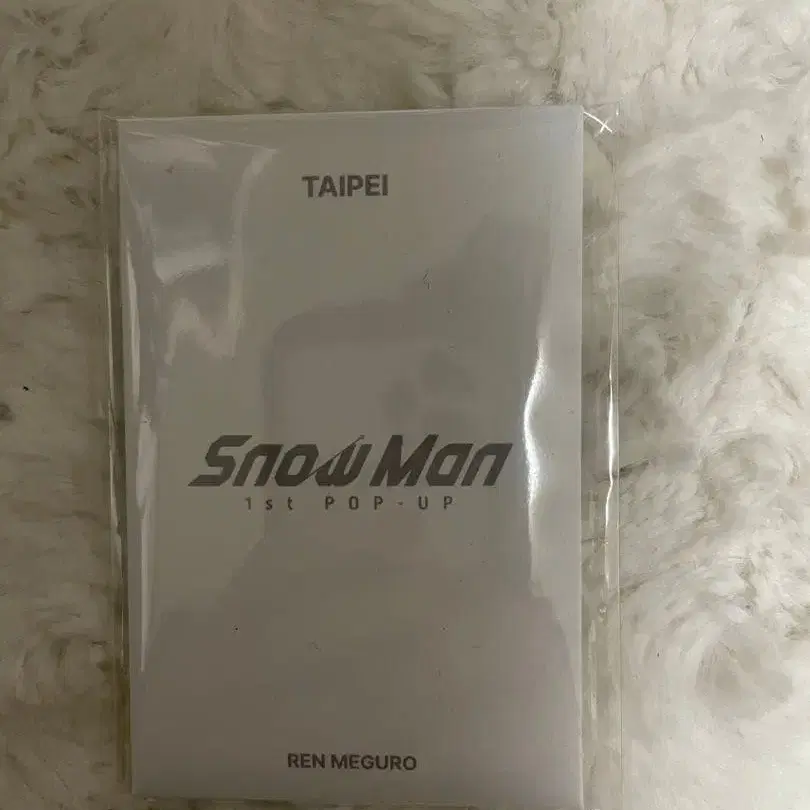 TAIPEI
Snow Man
1st POP-UP
REN MEGURO